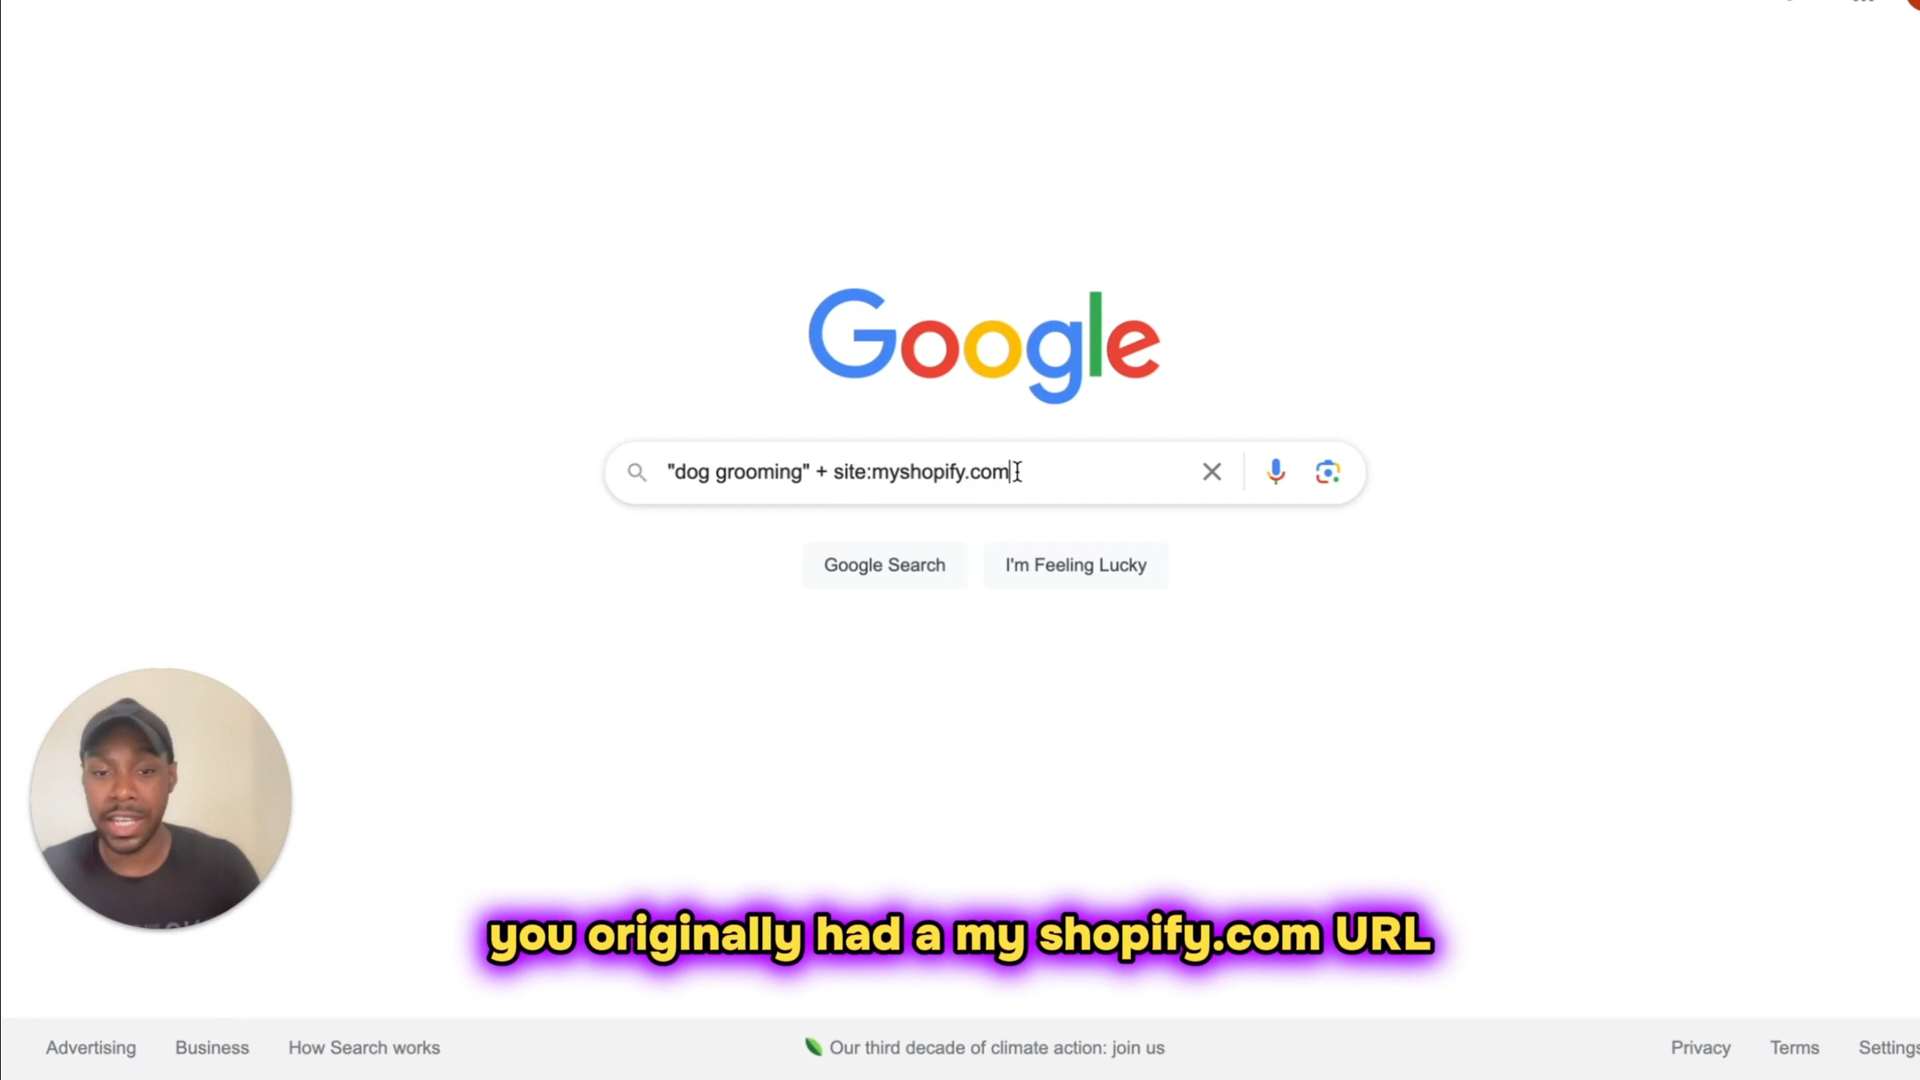 Google
"dog grooming" + site:myshopify.com
Google Search
I'm Feeling Lucky
you originally had a my shopify.com URL
Advertising
Business
How Search works
Our third decade of climate action: join us
Privacy
Terms
Settings